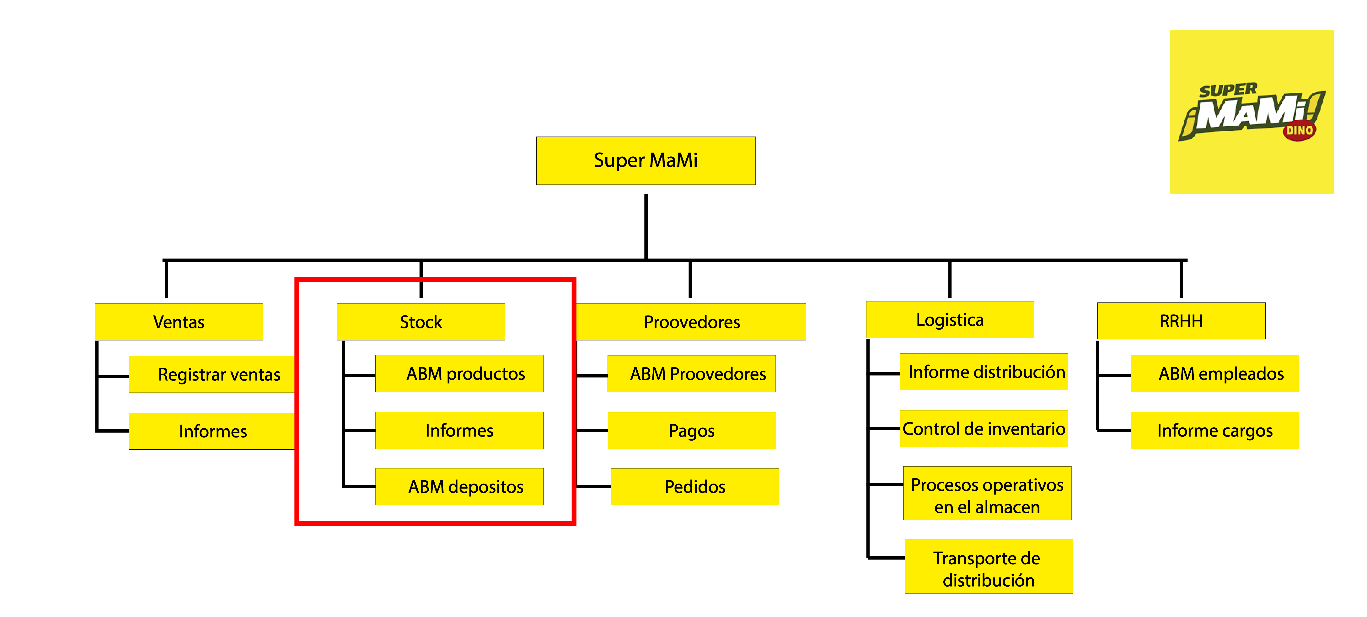 SUPER
¡MAMi!
DINO
Super MaMi
Ventas
Registrar ventas
Informes
Stock
ABM productos
Informes
ABM depositos
Proovedores
ABM Proovedores
Pagos
Pedidos
Logistica
Informe distribución
Control de inventario
Procesos operativos
en el almacen
Transporte de
distribución
RRHH
ABM empleados
Informe cargos